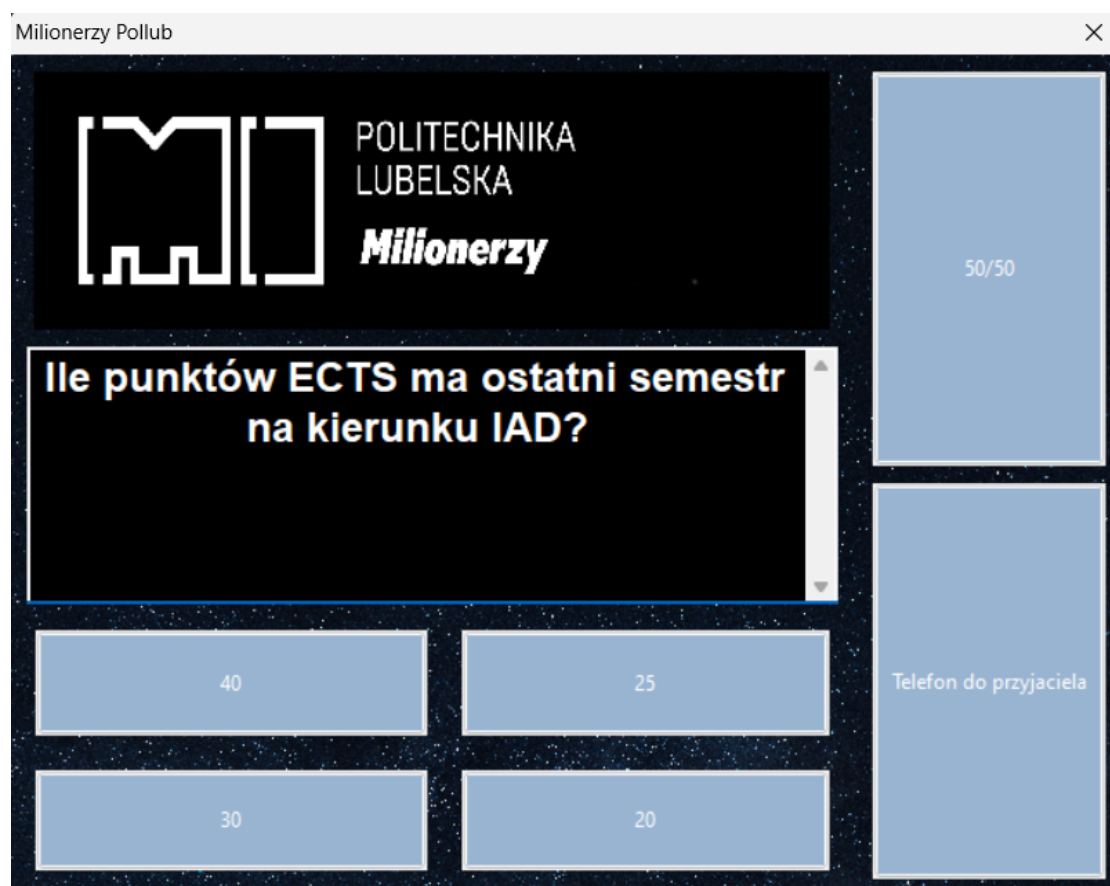 Milionerzy Pollub
POLITECHNIKA
LUBELSKA
Milionerzy
50/50
Ile punktów ECTS ma ostatni semestr
na kierunku IAD?
40
25
Telefon do przyjaciela
30
20